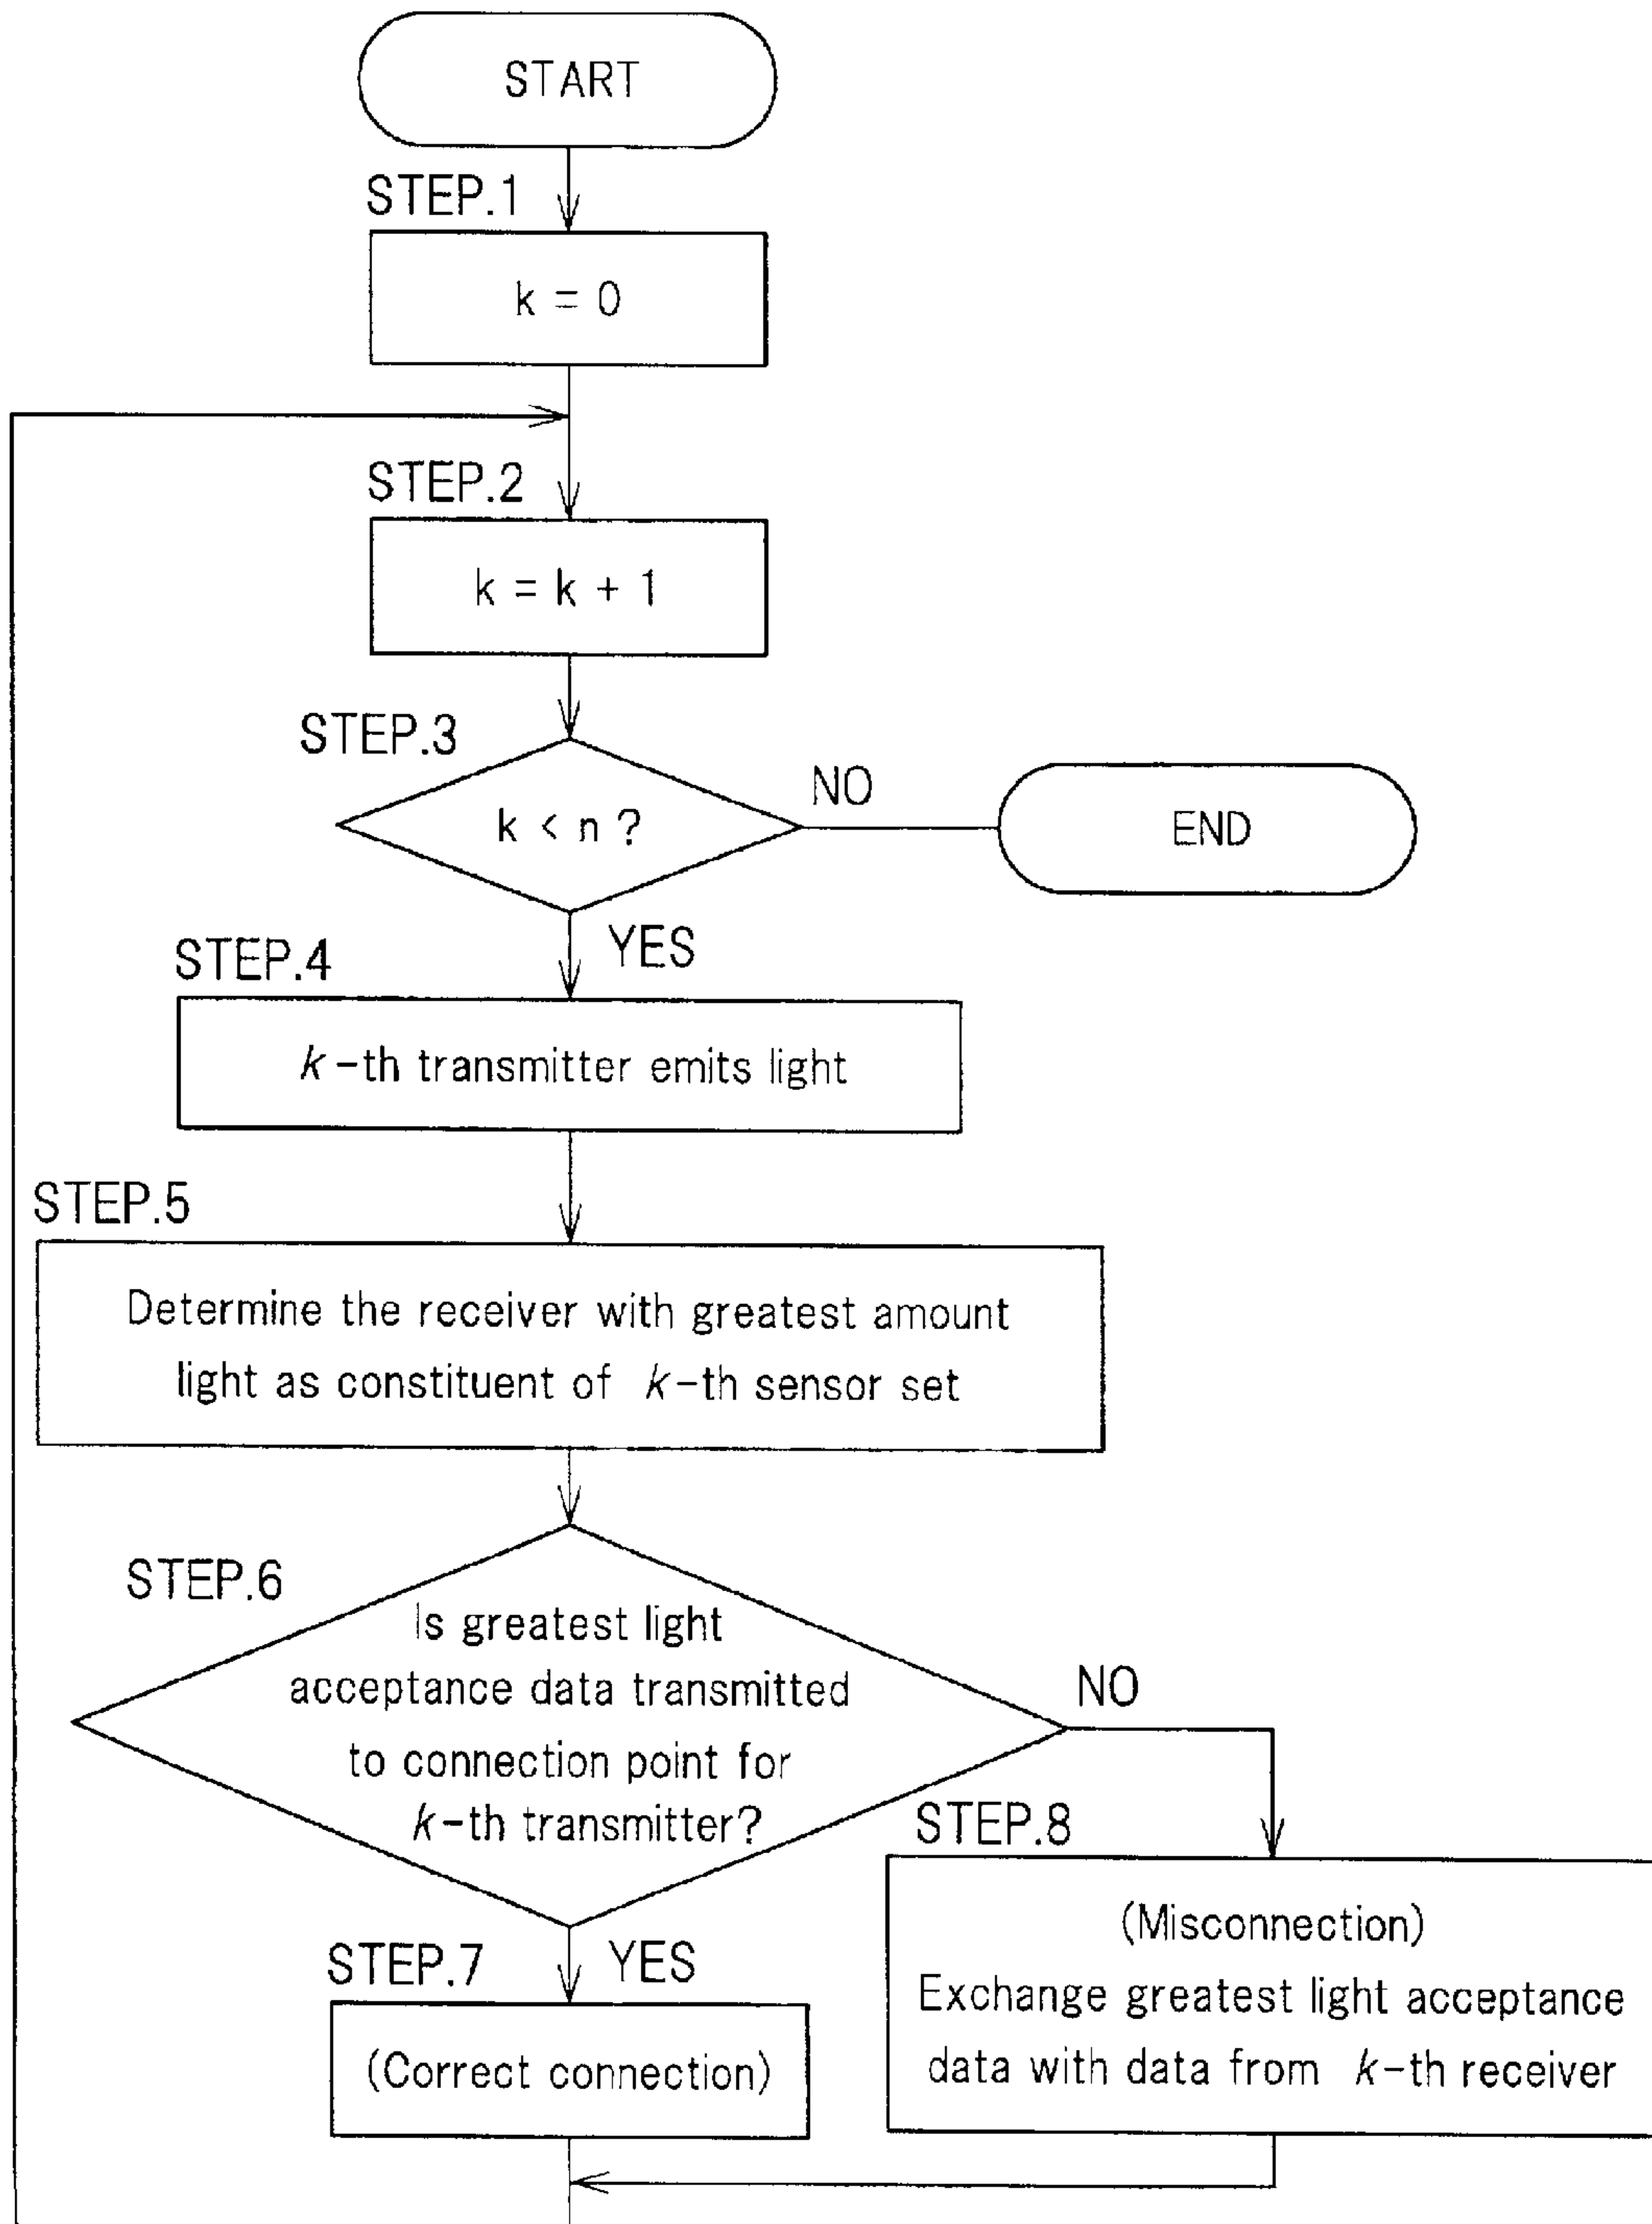 START
STEP.1
k = 0
STEP.2
k = k + 1
STEP.3
k < n ?
NO
END
YES
STEP.4
k-th transmitter emits light
STEP.5
Determine the receiver with greatest amount
light as constituent of k-th sensor set
STEP.6
Is greatest light
acceptance data transmitted
to connection point for
k-th transmitter?
NO
STEP.8
(Misconnection)
Exchange greatest light acceptance
data with data from k-th receiver
STEP.7
YES
(Correct connection)